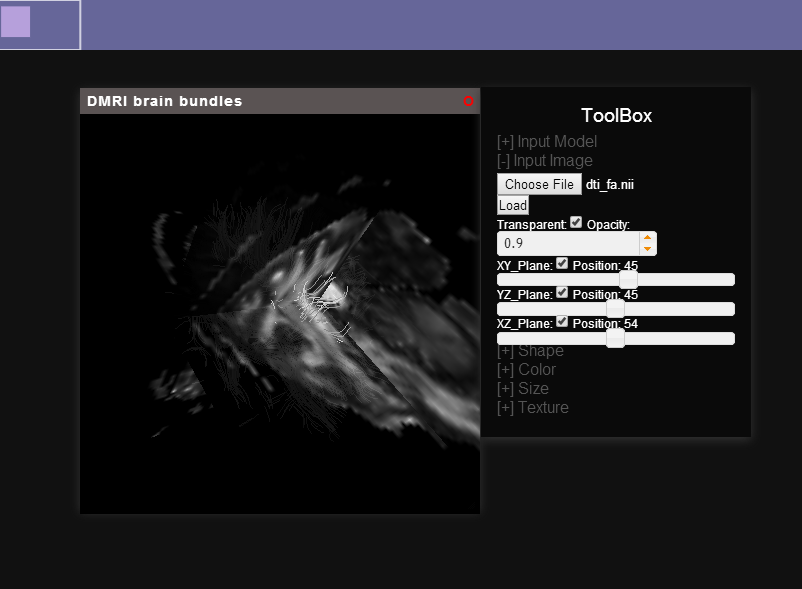 DMRI brain bundles
ToolBox
[+] Input Model
[-] Input Image
Choose File dti_fa.nii
Load
Transparent: Opacity:
0.9
XY_Plane: Position: 45
YZ_Plane: Position: 45
XZ_Plane: Position: 54
[+] Shape
[+] Color
[+] Size
[+] Texture